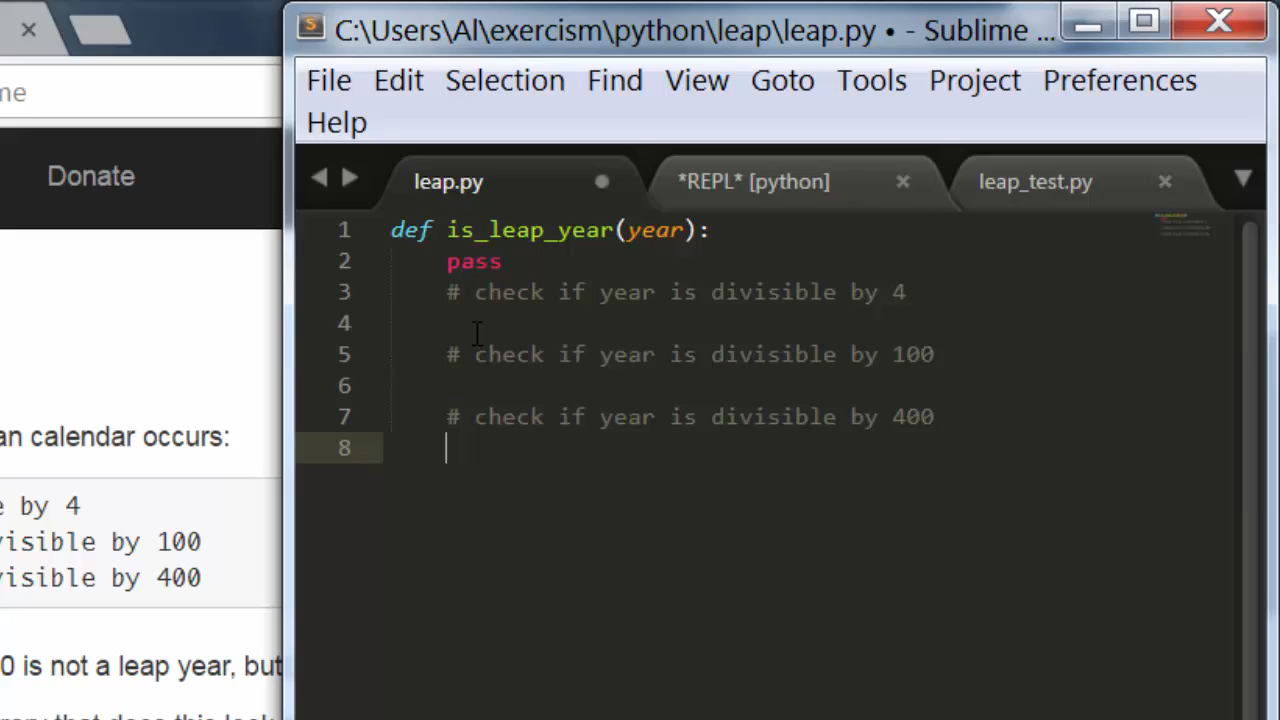 me
Donate
an calendar occurs:
e by 4
visible by 100
visible by 400
0 is not a leap year, but
C:\Users\Al\exercism\python\leap\leap.py • - Sublime ...
File Edit Selection Find View Goto Tools Project Preferences
Help
leap.py *REPL* [python] leap_test.py
1 def is_leap_year(year):
2 pass
3 # check if year is divisible by 4
4
5 # check if year is divisible by 100
6
7 # check if year is divisible by 400
8